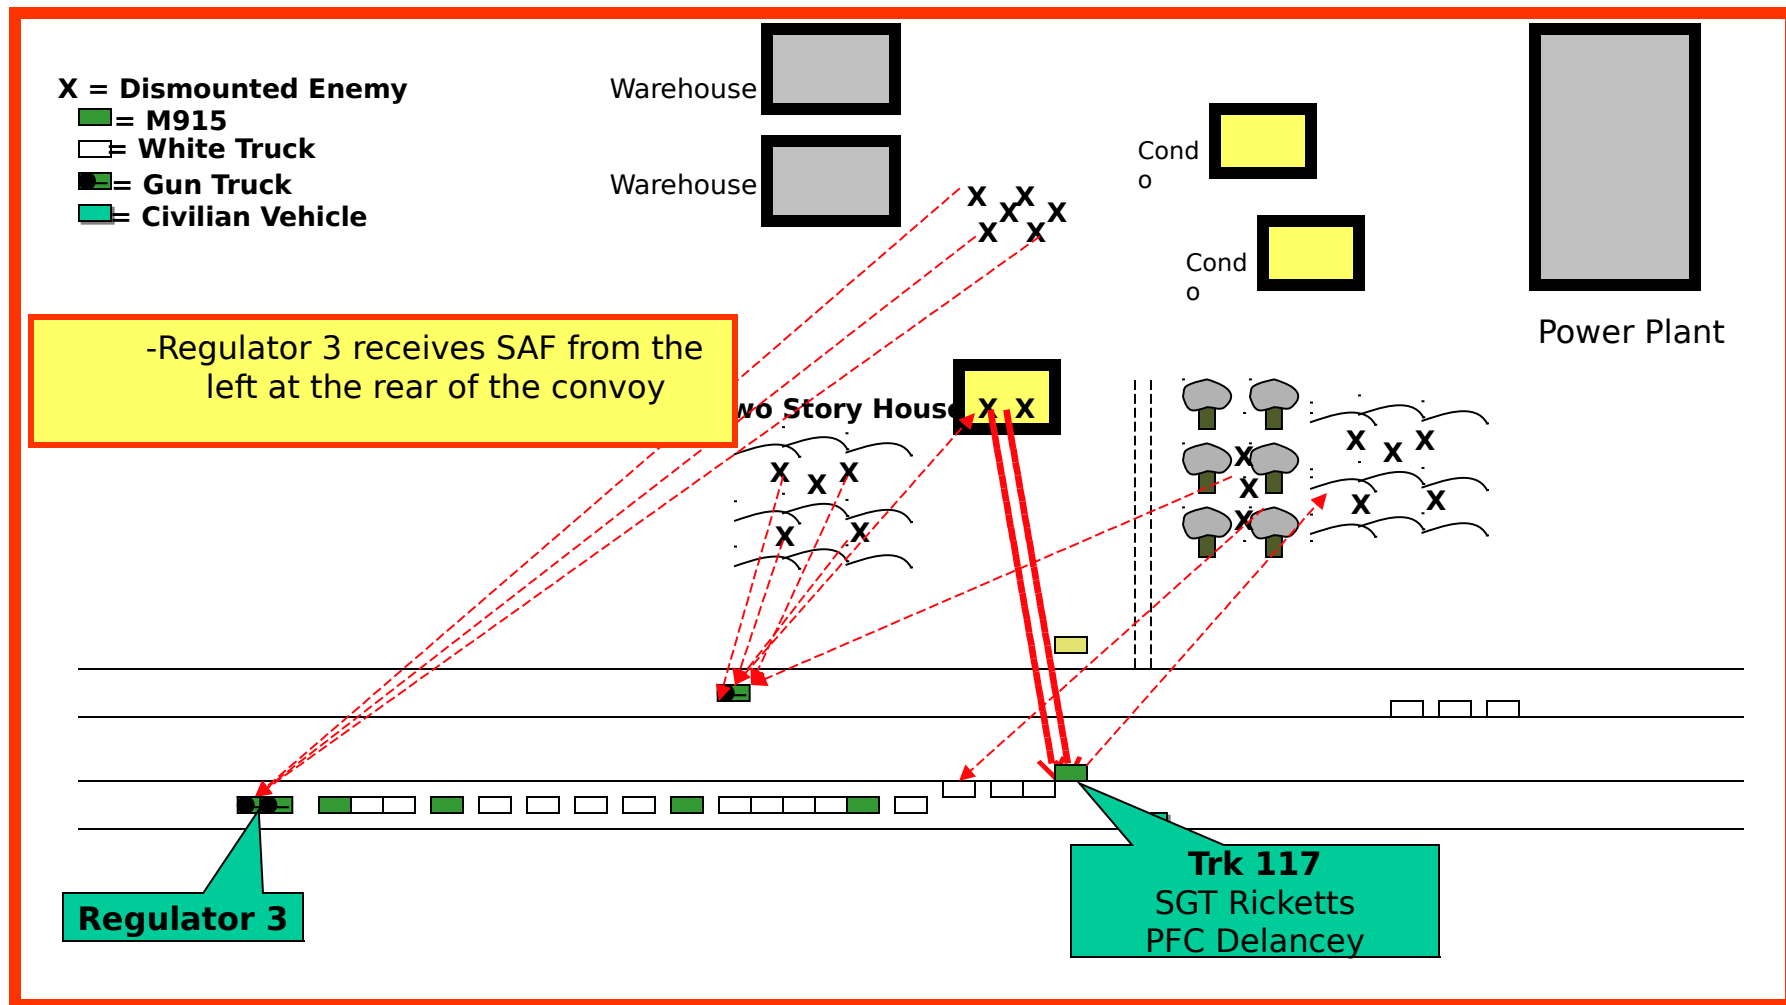 X = Dismounted Enemy
= M915
= White Truck
= Gun Truck
= Civilian Vehicle
Warehouse
Warehouse
Cond
o
Cond
o
Power Plant
-Regulator 3 receives SAF from the
left at the rear of the convoy
wo Story House
X X
X X
X X
X X
X X
X
X X
X
X
X
X X
X
X X
Regulator 3
Trk 117
SGT Ricketts
PFC Delancey